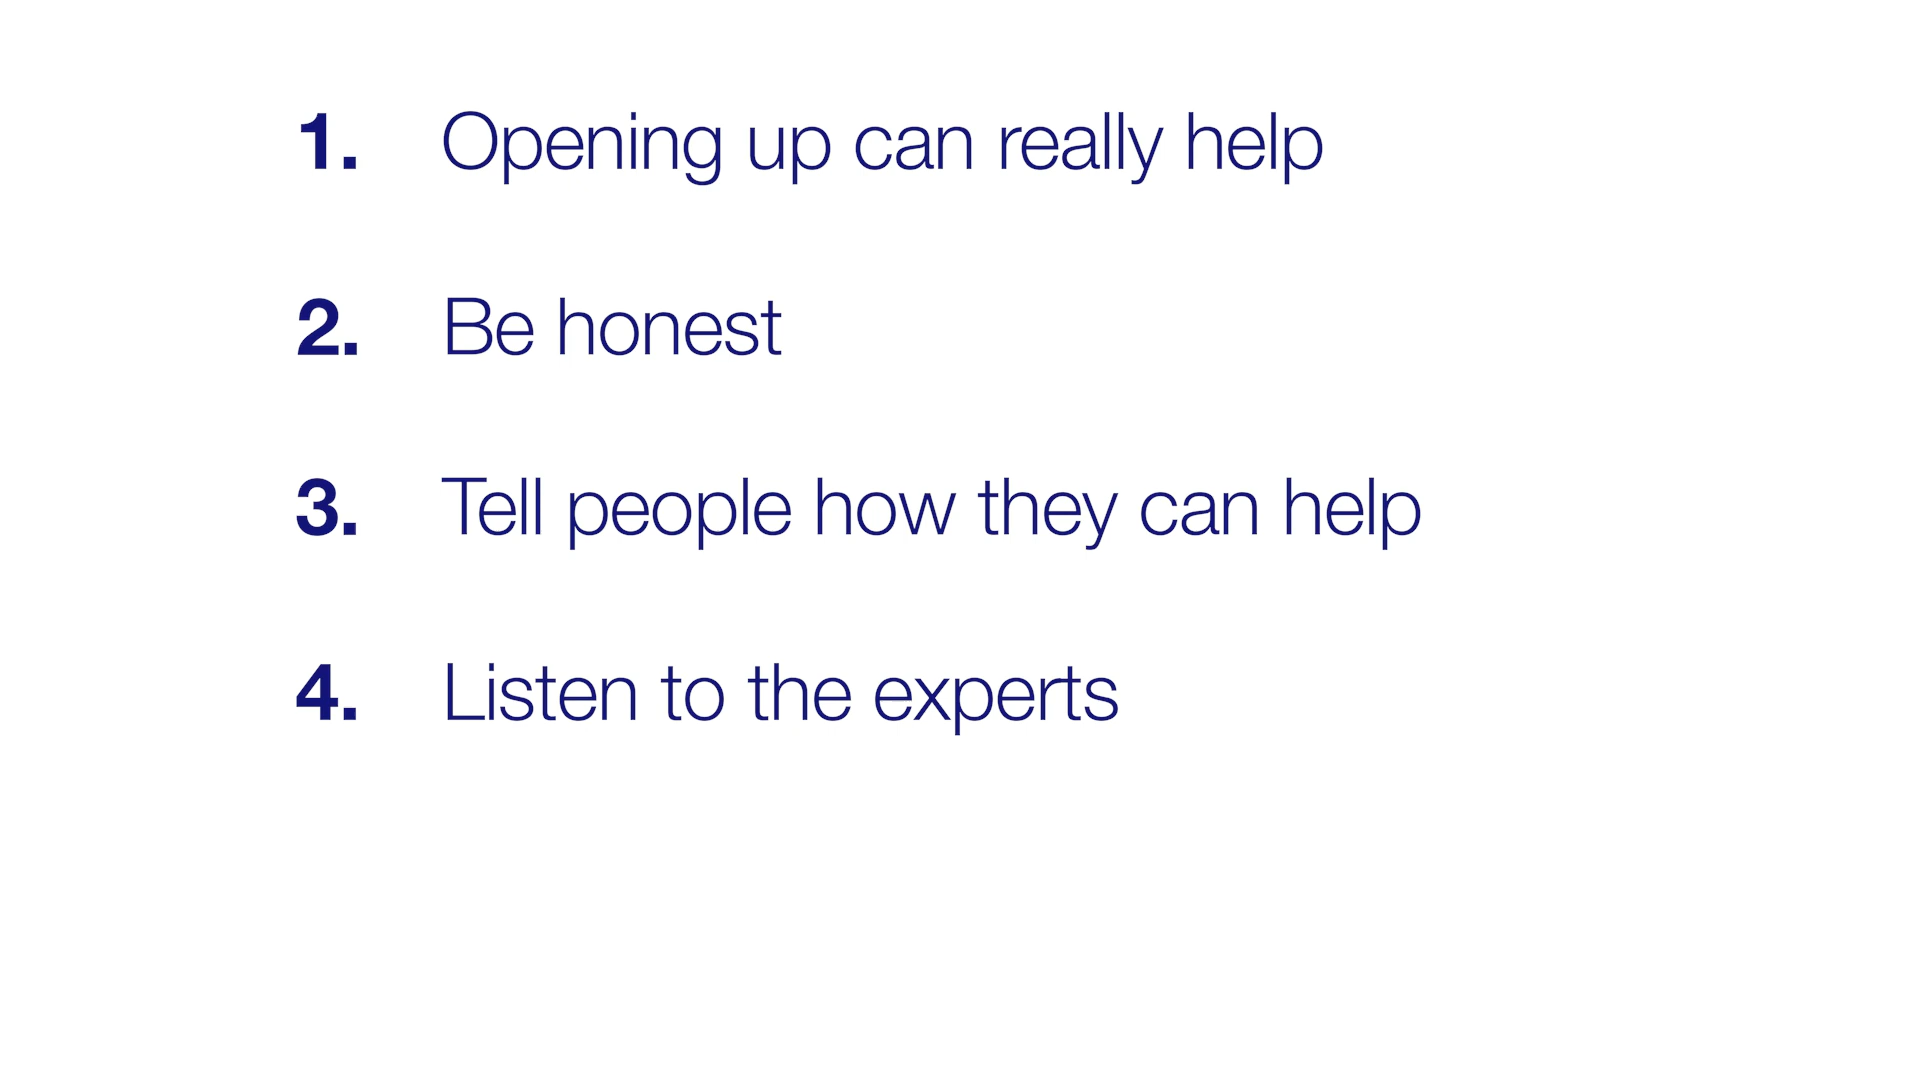 1. Opening up can really help
2. Be honest
3. Tell people how they can help
4. Listen to the experts